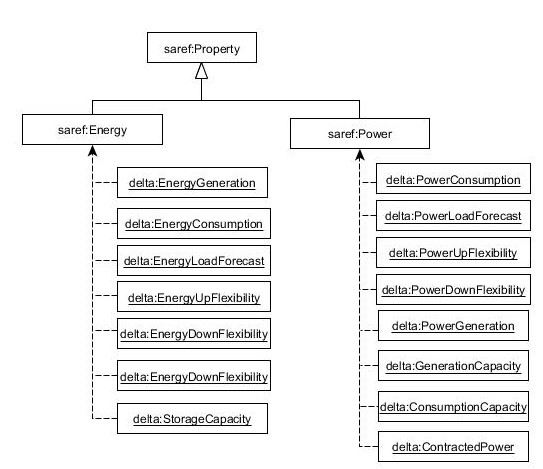 saref:Property
saref:Energy
saref:Power
delta:EnergyGeneration
delta:EnergyConsumption
delta:EnergyLoadForecast
delta:EnergyUpFlexibility
delta:EnergyDownFlexibility
delta:EnergyDownFlexibility
delta:StorageCapacity
delta:PowerConsumption
delta:PowerLoadForecast
delta:PowerUpFlexibility
delta:PowerDownFlexibility
delta:PowerGeneration
delta:GenerationCapacity
delta:ConsumptionCapacity
delta:ContractedPower